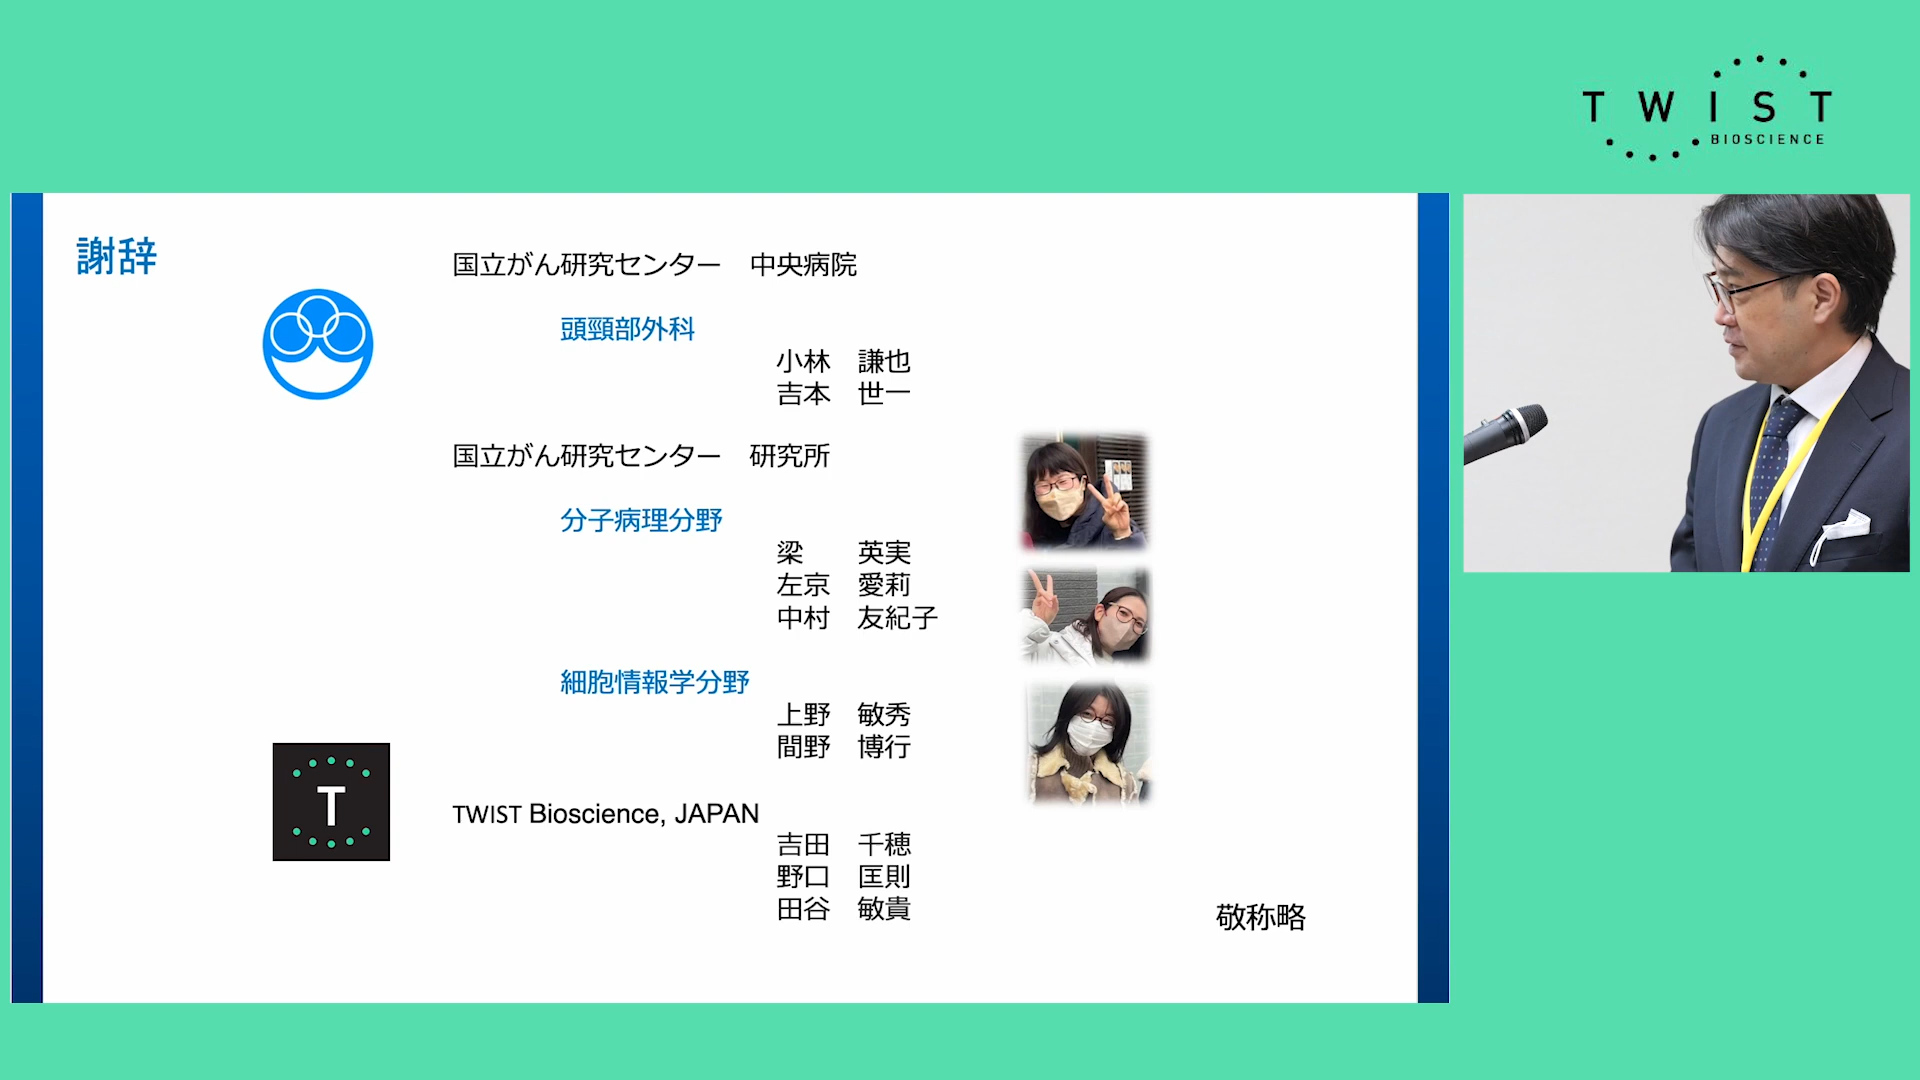 TWIST
BIOSCIENCE
謝辞
国立がん研究センター　中央病院
頭頸部外科
小林　謙也
吉本　世一
国立がん研究センター　研究所
分子病理分野
梁　　英実
左京　愛莉
中村　友紀子
細胞情報学分野
上野　敏秀
間野　博行
T
TWIST Bioscience, JAPAN
吉田　千穂
野口　匡則
田谷　敏貴
敬称略